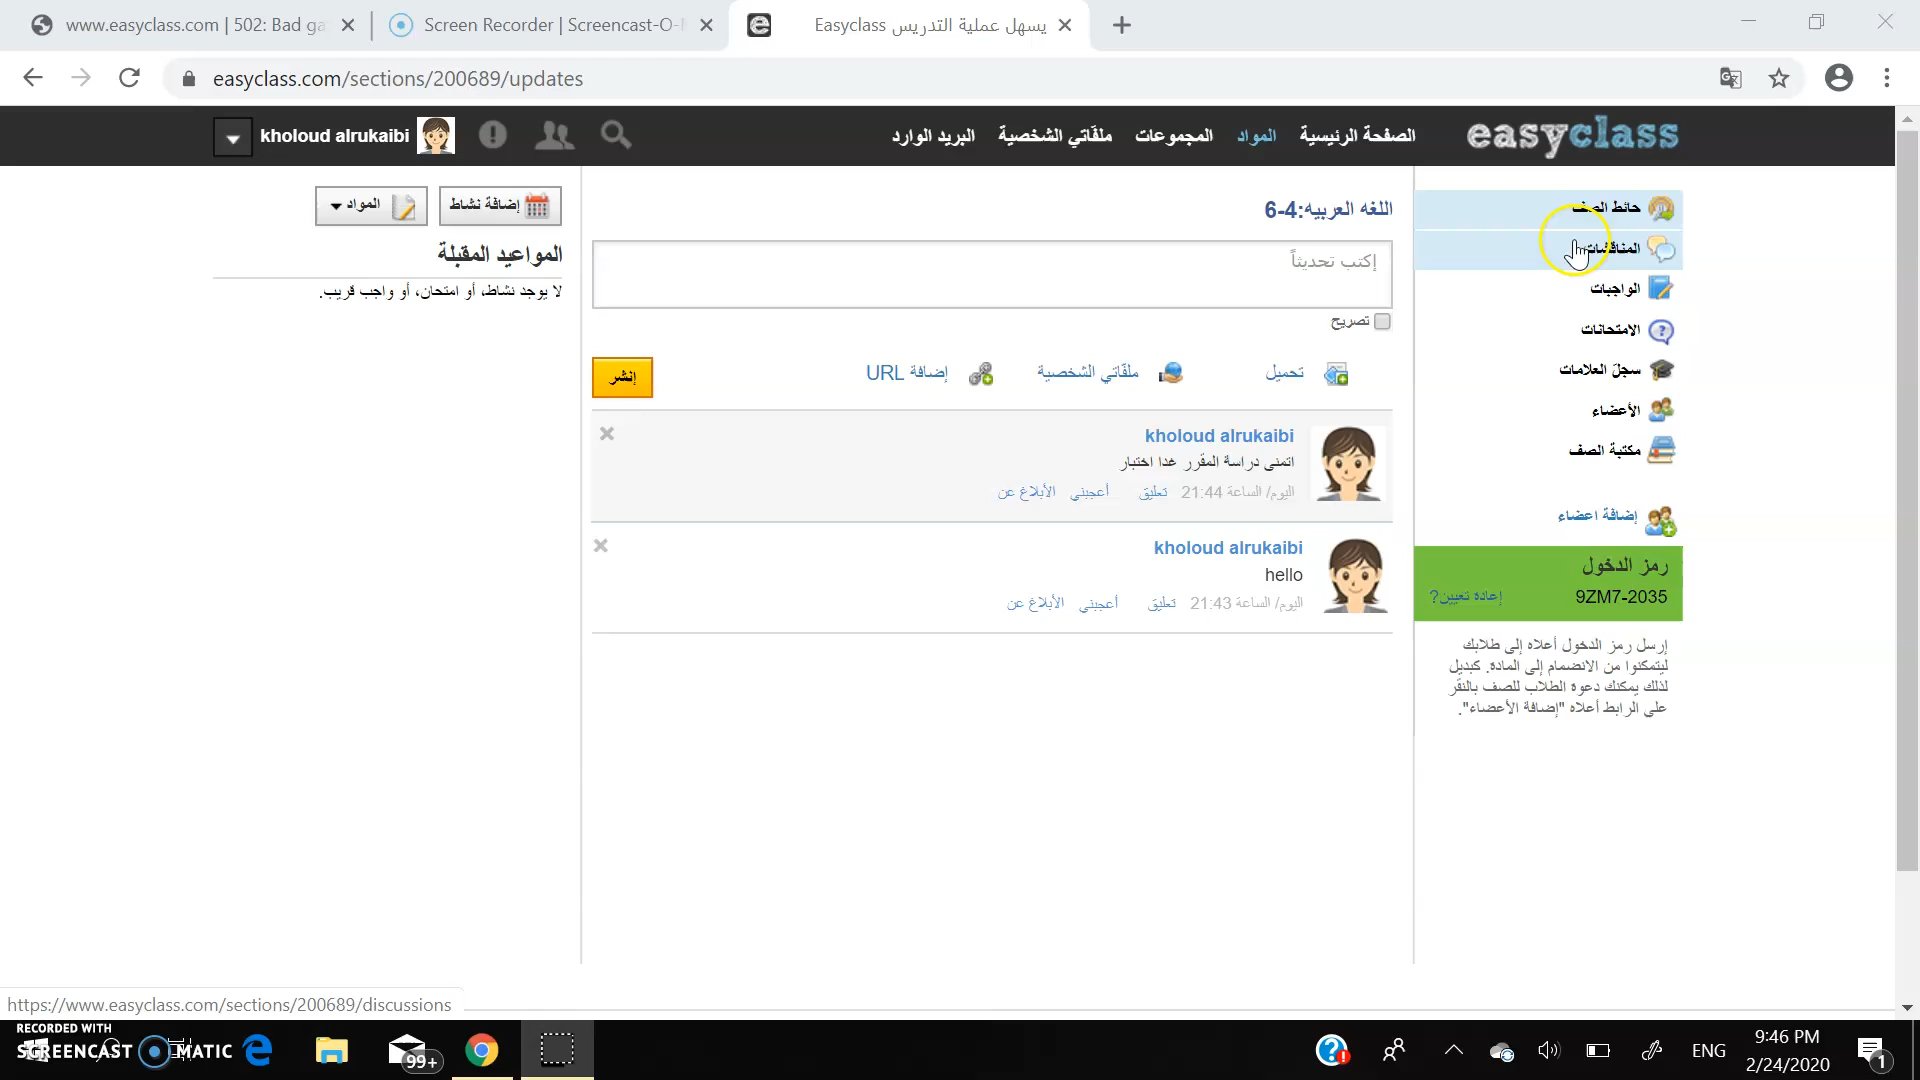 www.easyclass.com | 502: Bad ga
Screen Recorder | Screencast-O-M
يسهل عملية التدريس Easyclass
easyclass.com/sections/200689/updates
easyclass
الصفحة الرئيسية
المواد
المجموعات
ملفّاتي الشخصية
البريد الوارد
kholoud alrukaibi
حائط الصف
المناقشات
الواجبات
الامتحانات
سجلّ العلامات
الأعضاء
مكتبة الصف
إضافة اعضاء
رمز الدخول
9ZM7-2035
إعادة تعيين?
إرسل رمز الدخول أعلاه إلى طلابك
ليتمكنوا من الانضمام إلى المادة. كبديل
لذلك يمكنك دعوة الطلاب للصف بالنقر
على الرابط أعلاه "إضافة الأعضاء".
اللغه العربيه:4-6
إكتب تحديثاً
تصريح
تحميل
ملفّاتي الشخصية
إضافة URL
إنشر
kholoud alrukaibi
اتمنى دراسة المقرر غدا اختبار
اليوم/ الساعة 21:44 تعليق أعجبني الأبلاغ عن
kholoud alrukaibi
hello
اليوم/ الساعة 21:43 تعليق أعجبني الأبلاغ عن
إضافة نشاط
المواد
المواعيد المقبلة
لا يوجد نشاط، أو امتحان، أو واجب قريب.
https://www.easyclass.com/sections/200689/discussions
RECORDED WITH
SCREENCAST MATIC
99+
ENG
9:46 PM
2/24/2020
1